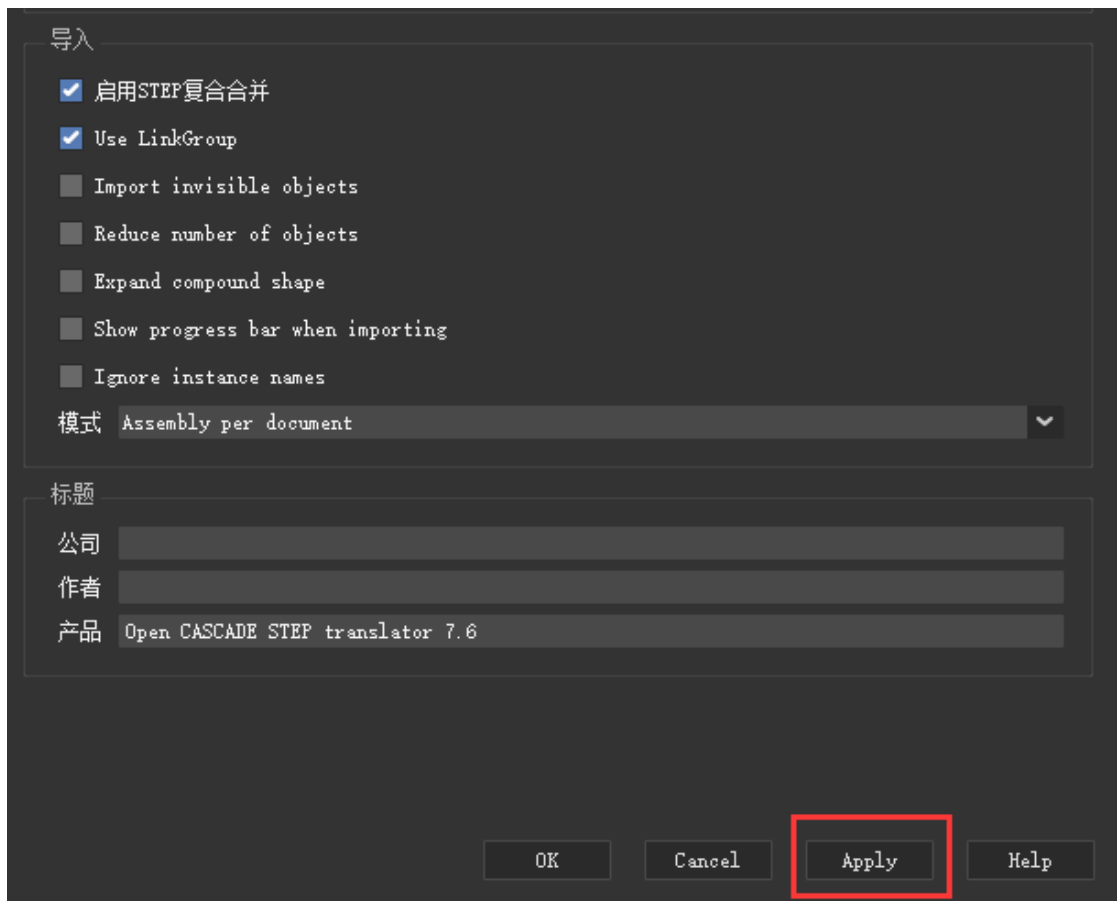 导入
启用STEP复合合并
Use LinkGroup
Import invisible objects
Reduce number of objects
Expand compound shape
Show progress bar when importing
Ignore instance names
模式 Assembly per document
标题
公司
作者
产品 Open CASCADE STEP translator 7.6
OK Cancel Apply Help